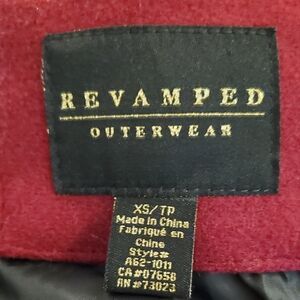 REVAMPED
OUTERWEAR
XS/TP
Made in China
Fabriqué en
Chine
Style#
A62-1011
CA#07658
RN#73023